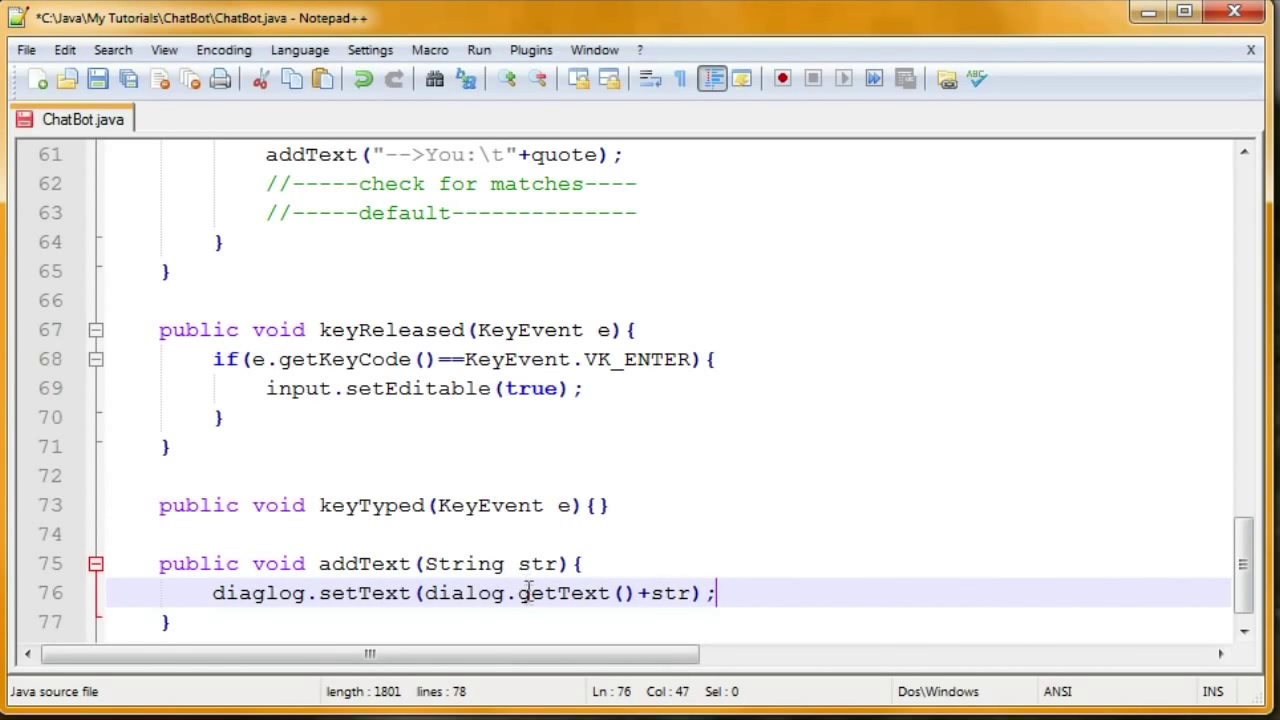 *C:\Java\My Tutorials\ChatBot\ChatBot.java - Notepad++
File Edit Search View Encoding Language Settings Macro Run Plugins Window ? X
ABC
ChatBot.java
61 addText("-->You:\t"+quote);
62 //-----check for matches----
63 //-----default--------------
64 }
65 }
66
67 public void keyReleased(KeyEvent e){
68 if(e.getKeyCode()==KeyEvent.VK_ENTER){
69 input.setEditable(true);
70 }
71 }
72
73 public void keyTyped(KeyEvent e){}
74
75 public void addText(String str){
76 diaglog.setText(dialog.getText()+str);
77 }
Java source file length : 1801 lines : 78 Ln : 76 Col : 47 Sel : 0 Dos\Windows ANSI INS